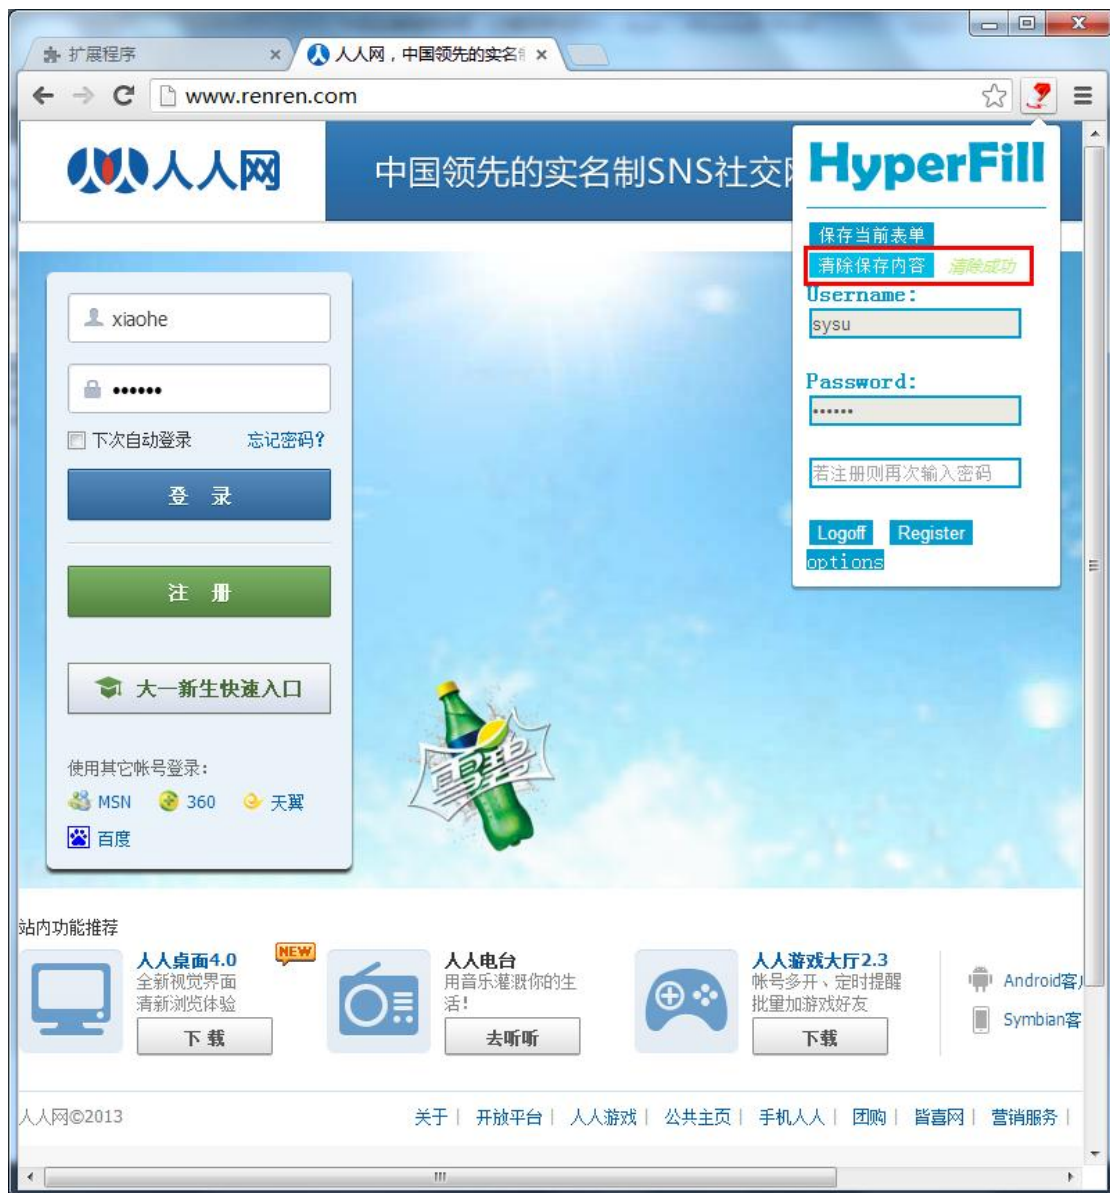 扩展程序
人人网，中国领先的实名
www.renren.com
人人网
中国领先的实名制SNS社交网
HyperFill
保存当前表单
清除保存内容 清除成功
Username:
sysu
Password:
••••••
若注册则再次输入密码
Logoff Register
options
xiaohe
••••••
下次自动登录 忘记密码?
登 录
注 册
大一新生快速入口
使用其它帐号登录:
MSN 360 天翼
百度
雪碧
站内功能推荐
人人桌面4.0 NEW
全新视觉界面
清新浏览体验
下载
人人电台
用音乐灌溉你的生
活!
去听听
人人游戏大厅2.3
帐号多开、定时提醒
批里加游戏好友
下载
Android客户
Symbian客
人人网©2013
关于 | 开放平台 | 人人游戏 | 公共主页 | 手机人人 | 团购 | 皆喜网 | 营销服务 |